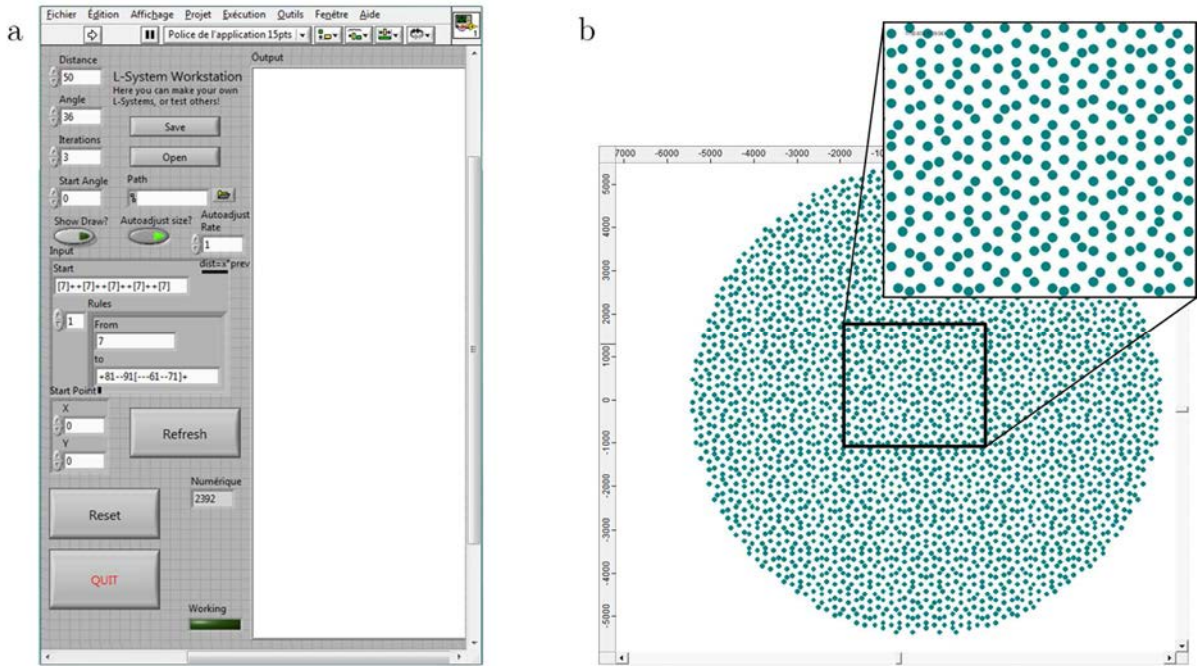 a
Fichier Édition Affichage Projet Exécution Outils Fenêtre Aide
Police de l'application 15pts
1
Distance
50
L-System Workstation
Here you can make your own
L-Systems, or test others!
Angle
36
Save
Iterations
3
Open
Start Angle
0
Path
Show Draw?
Autoadjust size?
Autoadjust
Rate
1
Input
dist=x*prev
Start
[7]++[7]++[7]++[7]++[7]
Rules
1
From
7
to
+81--91[---61--71]+
Start Point
X
0
Y
0
Refresh
Numérique
2392
Reset
QUIT
Working
Output
b
7000 -6000 -5000 -4000 -3000 -2000
5000
4000
3000
2000
1000
0
-1000
-2000
-3000
-4000
-5000